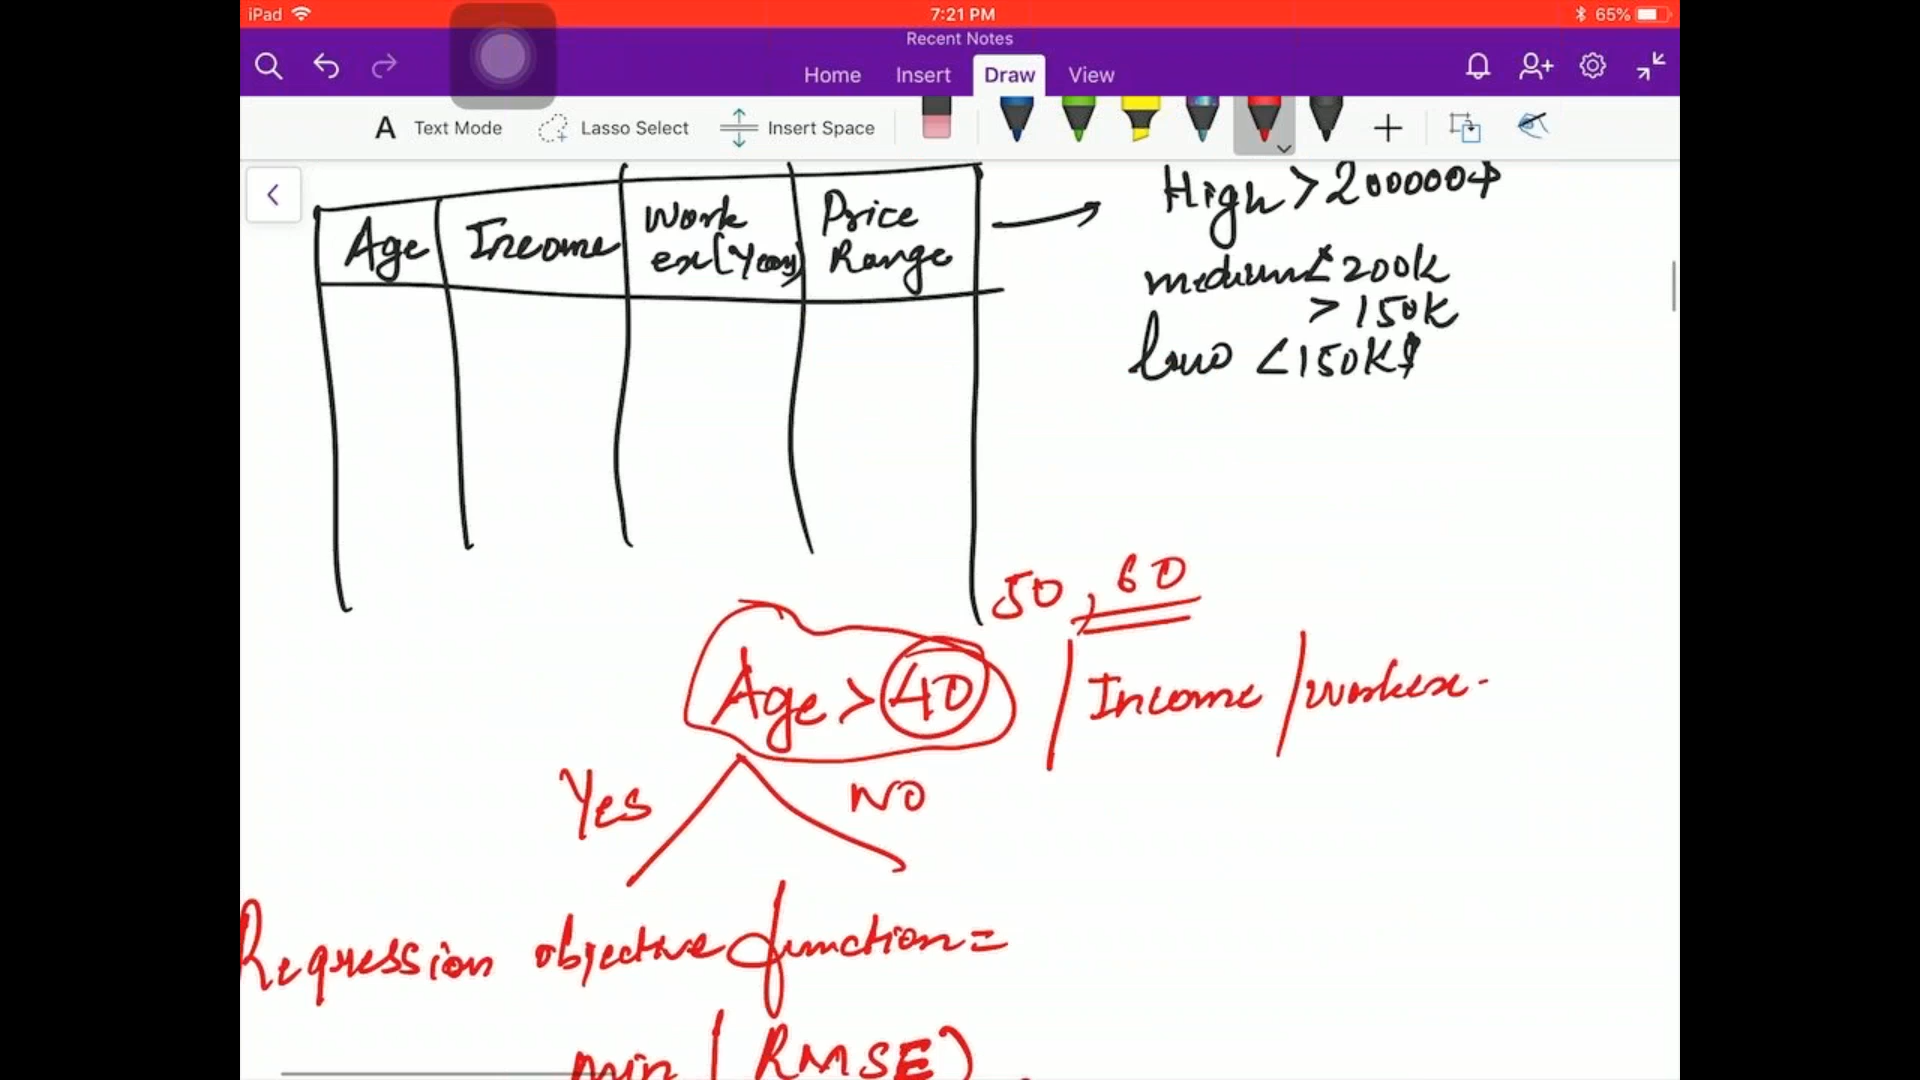 iPad 7:21 PM 65%
Recent Notes
Home Insert Draw View
A Text Mode Lasso Select Insert Space
Age Income Work ex(Years) Price Range
High > 200000$
medium < 200K
> 150K
low < 150K$
50, 60
Age > 40 / Income / workex.
Yes NO
Regression objective function =
min ( RMSE )